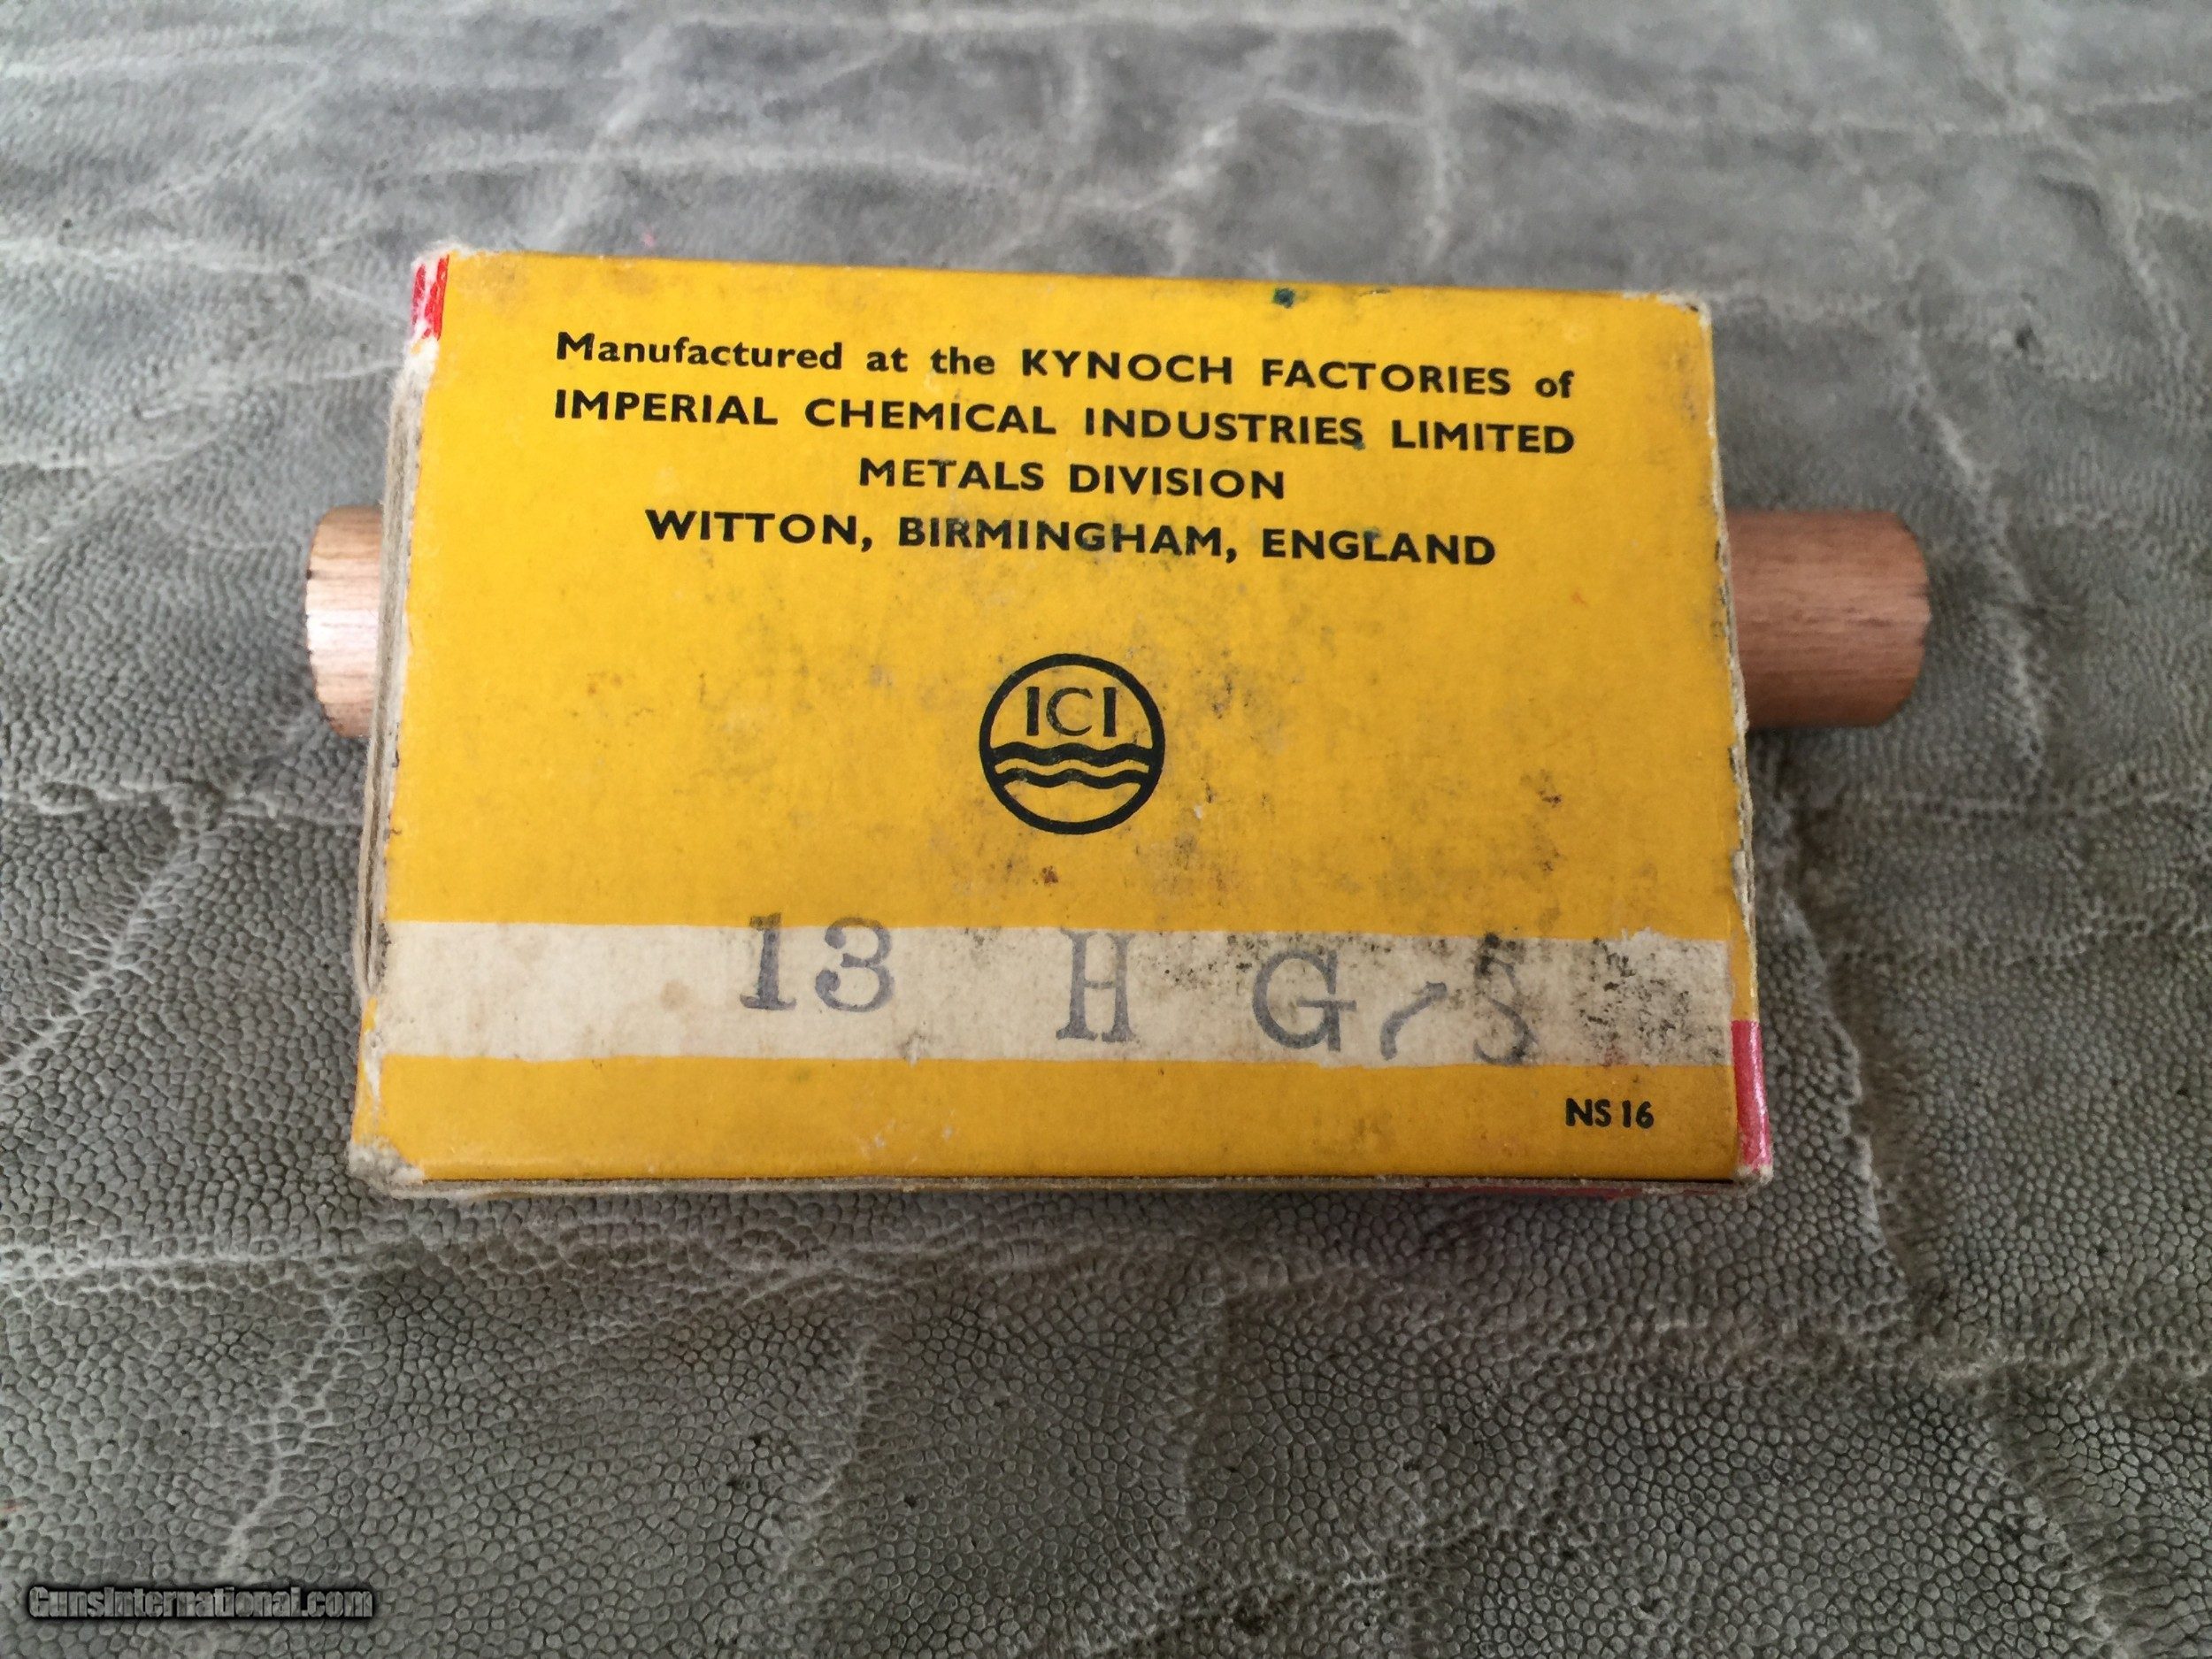 Manufactured at the KYNOCH FACTORIES of
IMPERIAL CHEMICAL INDUSTRIES LIMITED
METALS DIVISION
WITTON, BIRMINGHAM, ENGLAND
ICI
13 H G 5
NS 16
GunsInternational.com